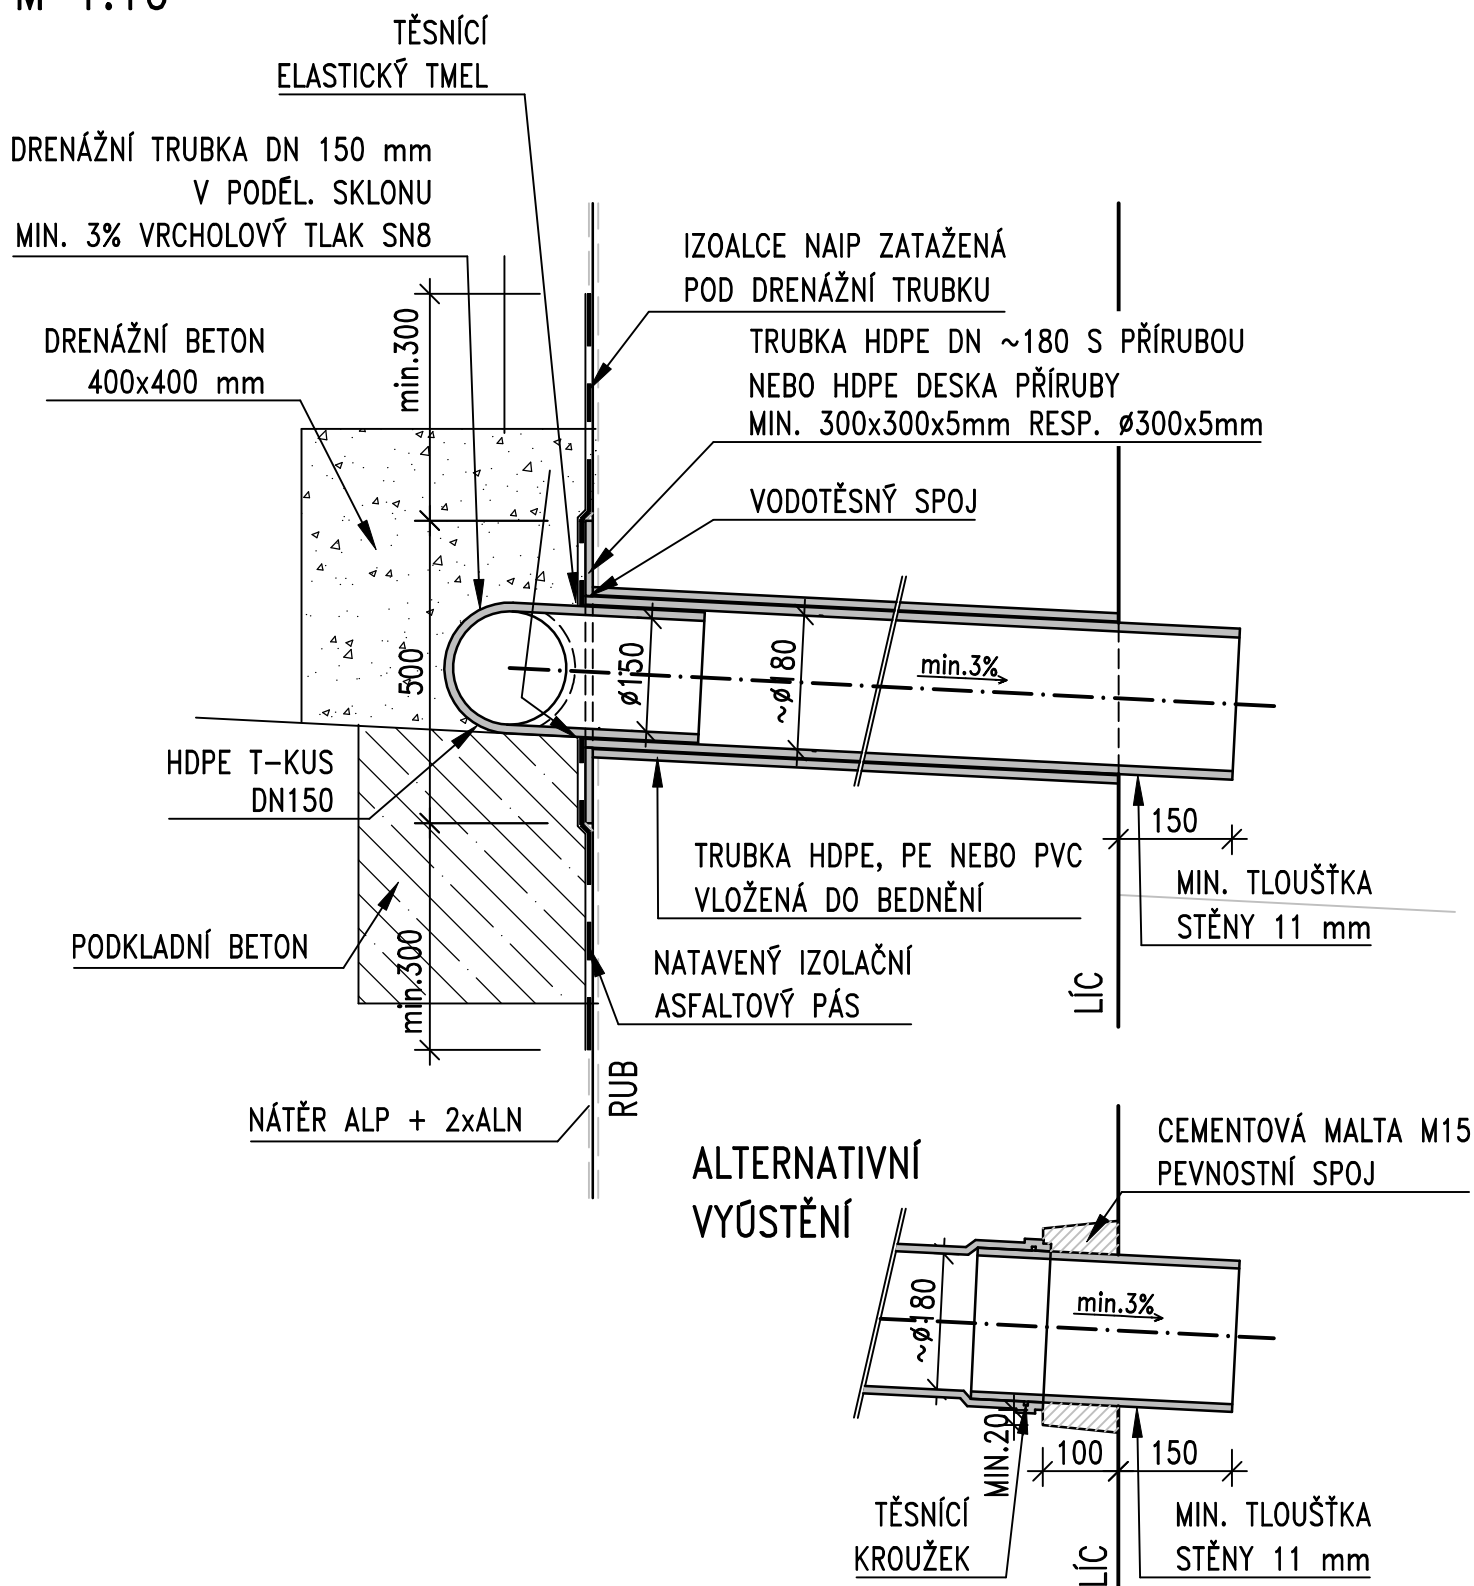 TĚSNÍCÍ
ELASTICKÝ TMEL
DRENÁŽNÍ TRUBKA DN 150 mm
V PODÉL. SKLONU
MIN. 3% VRCHOLOVÝ TLAK SN8
IZOALCE NAIP ZATAŽENÁ
POD DRENÁŽNÍ TRUBKU
DRENÁŽNÍ BETON
400x400 mm
min.300
TRUBKA HDPE DN ~180 S PŘÍRUBOU
NEBO HDPE DESKA PŘÍRUBY
MIN. 300x300x5mm RESP. ø300x5mm
VODOTĚSNÝ SPOJ
500
ø150
~ø180
min.3%
HDPE T-KUS
DN150
150
TRUBKA HDPE, PE NEBO PVC
VLOŽENÁ DO BEDNĚNÍ
MIN. TLOUŠŤKA
STĚNY 11 mm
PODKLADNÍ BETON
min.300
NATAVENÝ IZOLAČNÍ
ASFALTOVÝ PÁS
LÍC
RUB
NÁTĚR ALP + 2xALN
ALTERNATIVNÍ
VYÚSTĚNÍ
CEMENTOVÁ MALTA M15
PEVNOSTNÍ SPOJ
~ø180
min.3%
MIN.20
100
150
TĚSNÍCÍ
KROUŽEK
MIN. TLOUŠŤKA
STĚNY 11 mm
LÍC